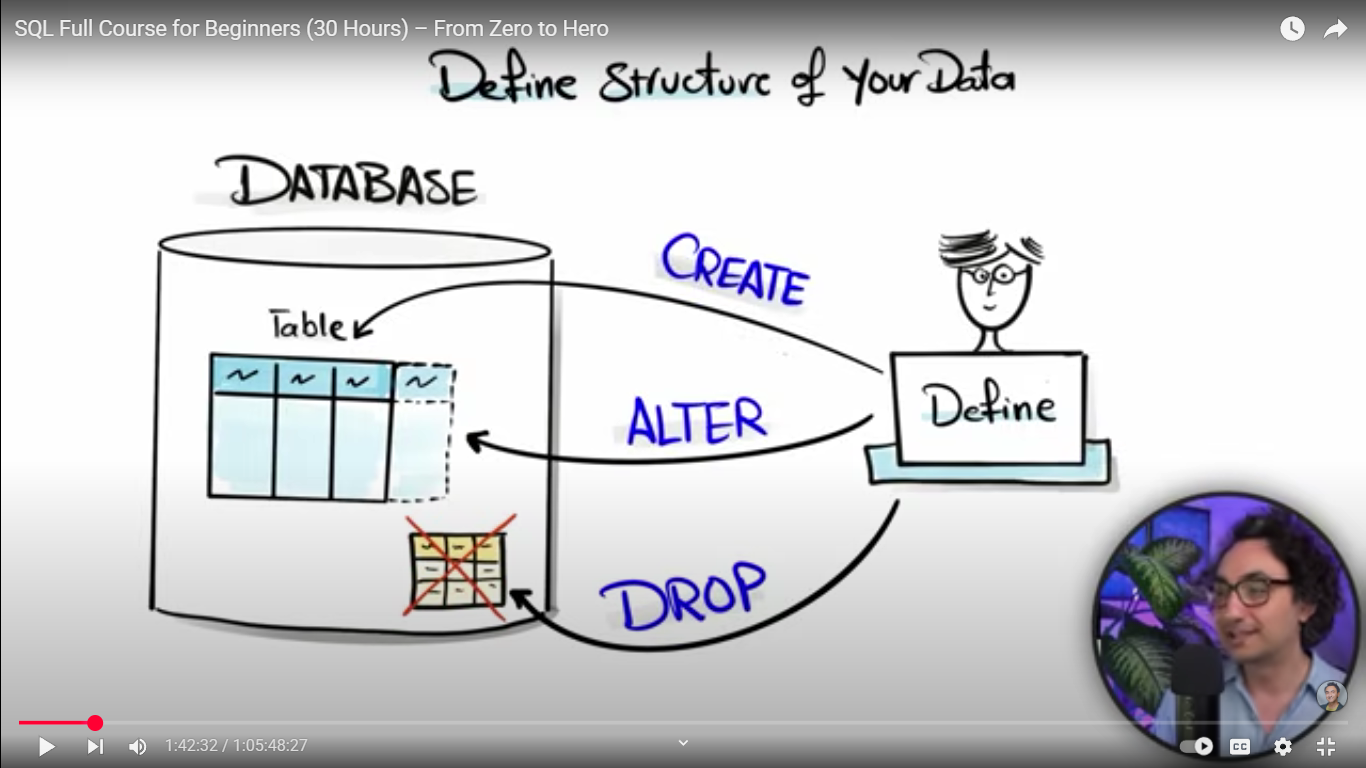 SQL Full Course for Beginners (30 Hours) – From Zero to Hero
Define Structure of Your Data
DATABASE
CREATE
Table
ALTER
Define
DROP
1:42:32 / 1:05:48:27
CC